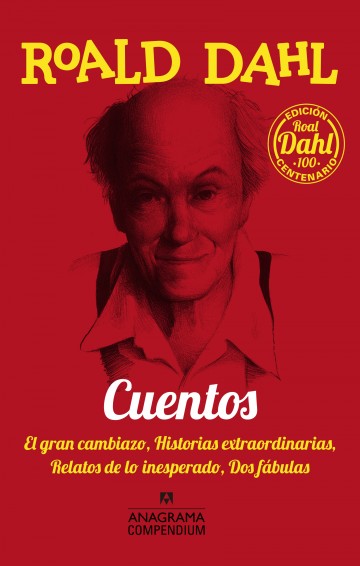 ROALD DAHL
EDICIÓN
Roal
Dahl
·100·
CENTENARIO
Cuentos
El gran cambiazo, Historias extraordinarias,
Relatos de lo inesperado, Dos fábulas
ANAGRAMA
COMPENDIUM